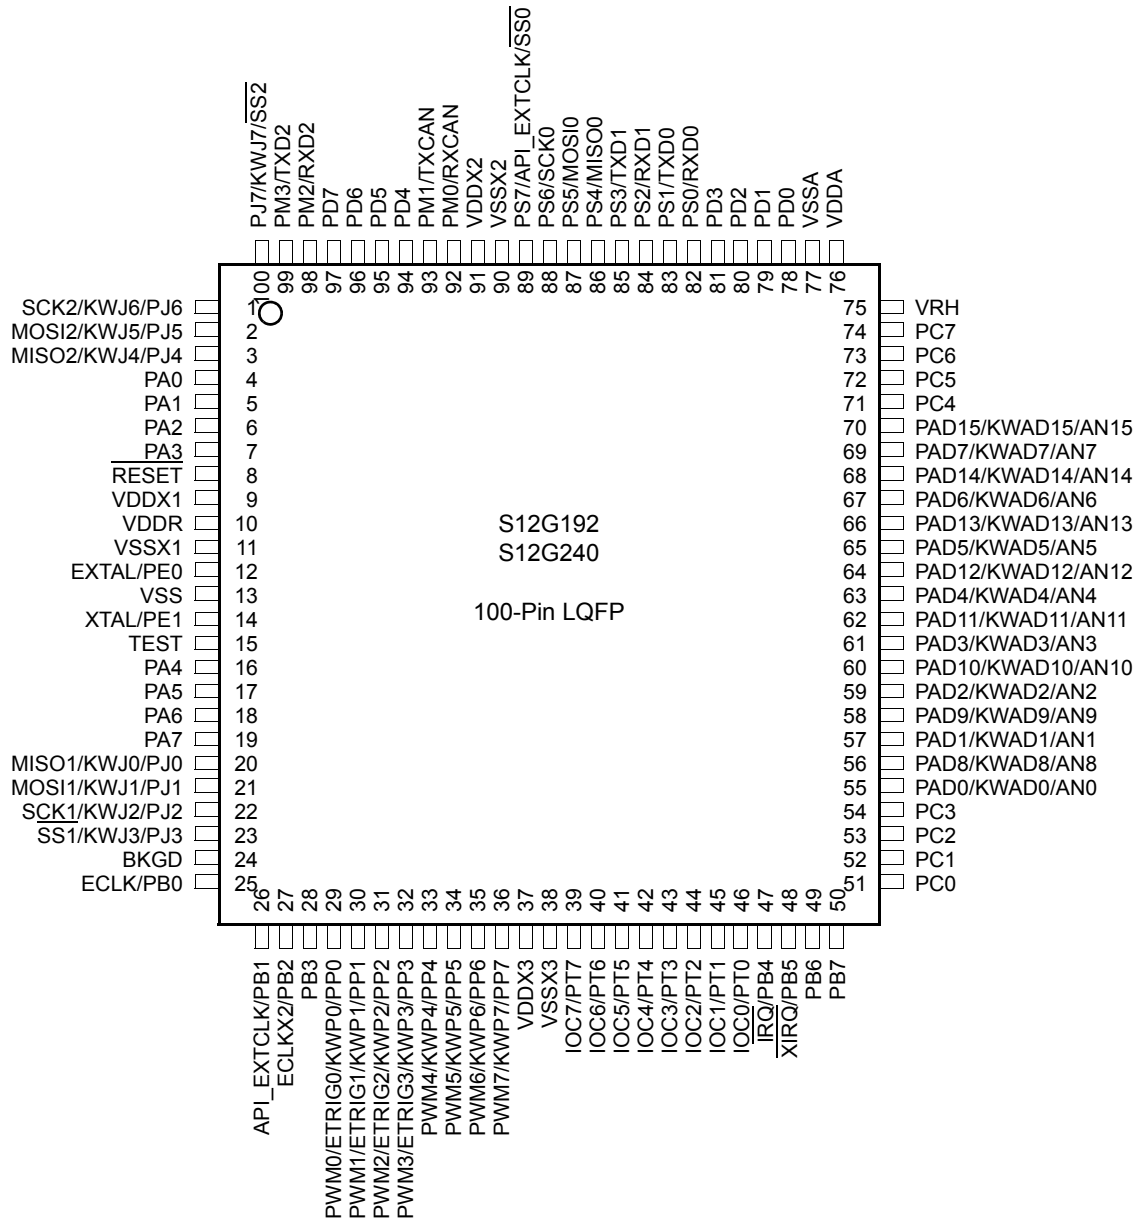 PJ7/KWJ7/SS2
PM3/TXD2
PM2/RXD2
PD7
PD6
PD5
PD4
PM1/TXCAN
PM0/RXCAN
VDDX2
VSSX2
PS7/API_EXTCLK/SS0
PS6/SCK0
PS5/MOSI0
PS4/MISO0
PS3/TXD1
PS2/RXD1
PS1/TXD0
PS0/RXD0
PD3
PD2
PD1
PD0
VSSA
VDDA
100
99
98
97
96
95
94
93
92
91
90
89
88
87
86
85
84
83
82
81
80
79
78
77
76
SCK2/KWJ6/PJ6 1
MOSI2/KWJ5/PJ5 2
MISO2/KWJ4/PJ4 3
PA0 4
PA1 5
PA2 6
PA3 7
RESET 8
VDDX1 9
VDDR 10
VSSX1 11
EXTAL/PE0 12
VSS 13
XTAL/PE1 14
TEST 15
PA4 16
PA5 17
PA6 18
PA7 19
MISO1/KWJ0/PJ0 20
MOSI1/KWJ1/PJ1 21
SCK1/KWJ2/PJ2 22
SS1/KWJ3/PJ3 23
BKGD 24
ECLK/PB0 25
S12G192
S12G240
100-Pin LQFP
75 VRH
74 PC7
73 PC6
72 PC5
71 PC4
70 PAD15/KWAD15/AN15
69 PAD7/KWAD7/AN7
68 PAD14/KWAD14/AN14
67 PAD6/KWAD6/AN6
66 PAD13/KWAD13/AN13
65 PAD5/KWAD5/AN5
64 PAD12/KWAD12/AN12
63 PAD4/KWAD4/AN4
62 PAD11/KWAD11/AN11
61 PAD3/KWAD3/AN3
60 PAD10/KWAD10/AN10
59 PAD2/KWAD2/AN2
58 PAD9/KWAD9/AN9
57 PAD1/KWAD1/AN1
56 PAD8/KWAD8/AN8
55 PAD0/KWAD0/AN0
54 PC3
53 PC2
52 PC1
51 PC0
26
27
28
29
30
31
32
33
34
35
36
37
38
39
40
41
42
43
44
45
46
47
48
49
50
API_EXTCLK/PB1
ECLKX2/PB2
PB3
PWM0/ETRIG0/KWP0/PP0
PWM1/ETRIG1/KWP1/PP1
PWM2/ETRIG2/KWP2/PP2
PWM3/ETRIG3/KWP3/PP3
PWM4/KWP4/PP4
PWM5/KWP5/PP5
PWM6/KWP6/PP6
PWM7/KWP7/PP7
VDDX3
VSSX3
IOC7/PT7
IOC6/PT6
IOC5/PT5
IOC4/PT4
IOC3/PT3
IOC2/PT2
IOC1/PT1
IOC0/PT0
IRQ/PB4
XIRQ/PB5
PB6
PB7